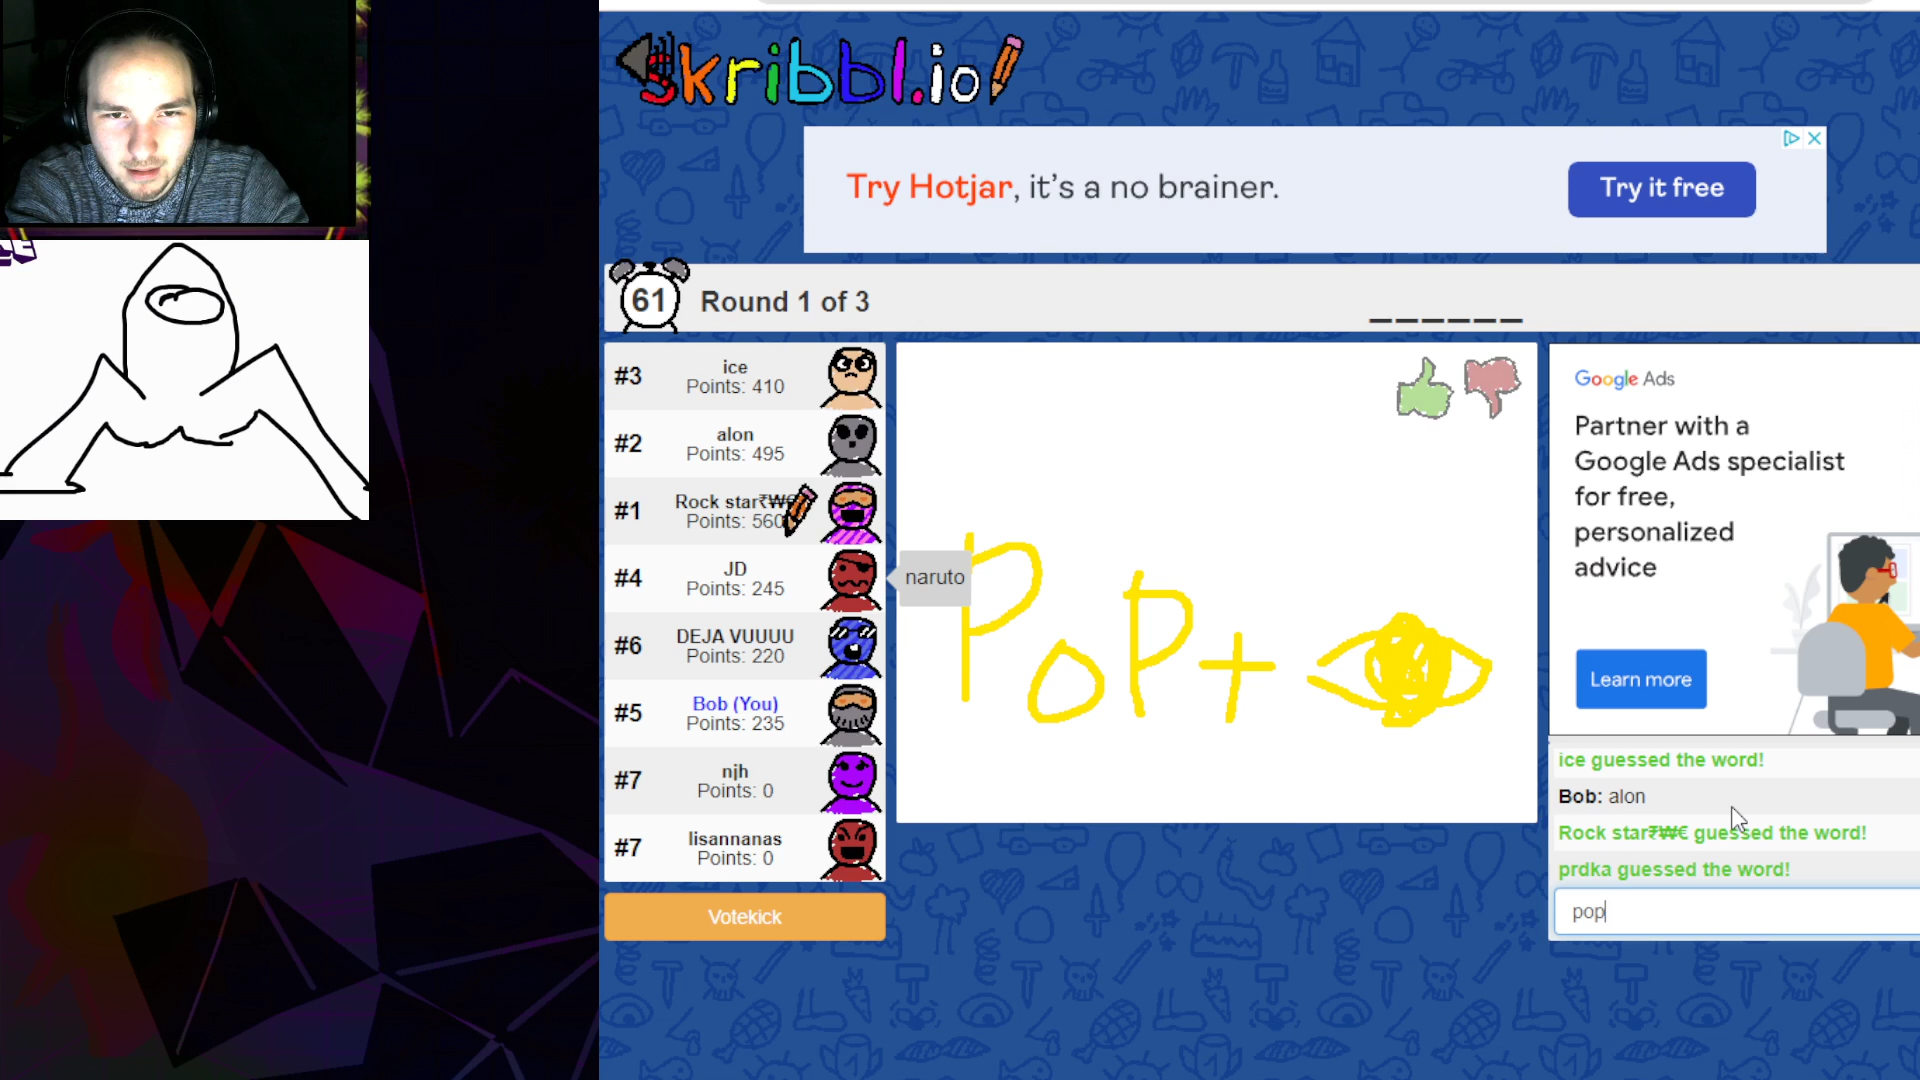 skribbl.io
Try Hotjar, it's a no brainer.
Try it free
61
Round 1 of 3
______
#3
ice
Points: 410
#2
alon
Points: 495
#1
Rock star₹₩€
Points: 560
#4
JD
Points: 245
#6
DEJA VUUUU
Points: 220
#5
Bob (You)
Points: 235
#7
njh
Points: 0
#7
lisannanas
Points: 0
Votekick
naruto
POP+
Google Ads
Partner with a
Google Ads specialist
for free,
personalized
advice
Learn more
ice guessed the word!
Bob: alon
Rock star₹₩€ guessed the word!
prdka guessed the word!
pop